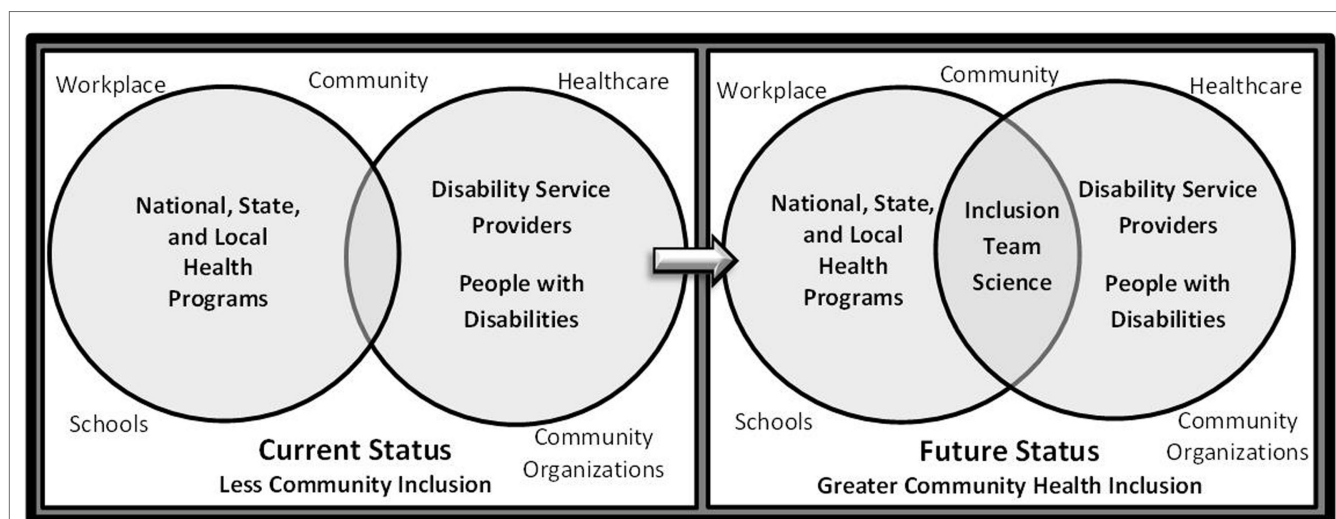 Workplace
Community
Healthcare
National, State,
and Local
Health
Programs
Disability Service
Providers
People with
Disabilities
Schools
Community
Organizations
Current Status
Less Community Inclusion
Workplace
Community
Healthcare
National, State,
and Local
Health
Programs
Inclusion
Team
Science
Disability Service
Providers
People with
Disabilities
Schools
Community
Organizations
Future Status
Greater Community Health Inclusion